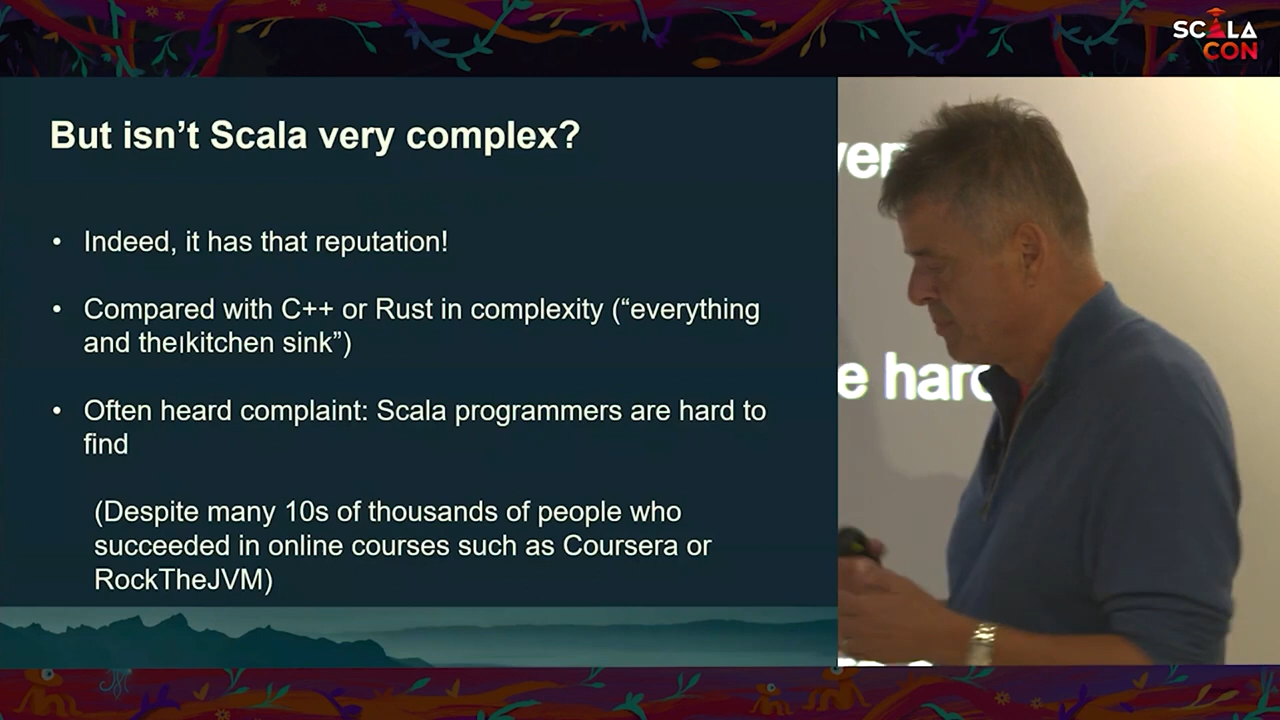 SCALA
CON
But isn’t Scala very complex?
• Indeed, it has that reputation!
• Compared with C++ or Rust in complexity (“everything
and the kitchen sink”)
• Often heard complaint: Scala programmers are hard to
find
(Despite many 10s of thousands of people who
succeeded in online courses such as Coursera or
RockTheJVM)